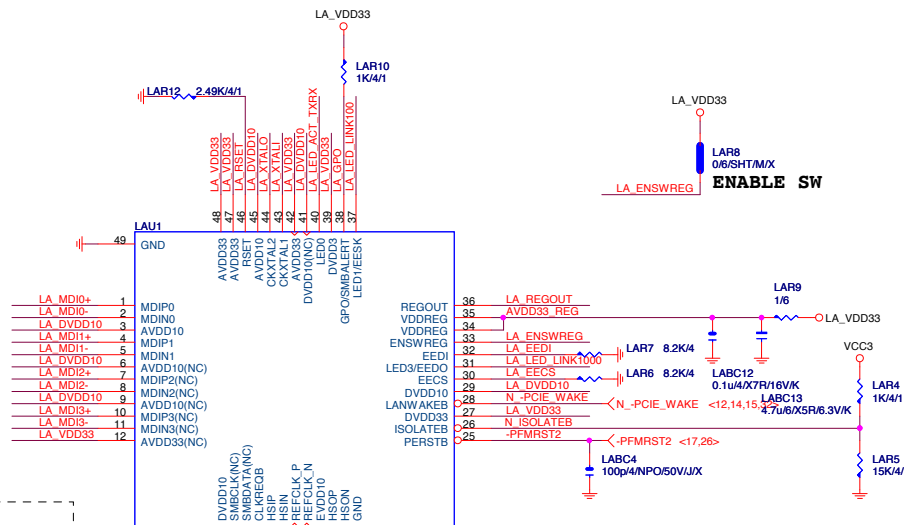 LA_VDD33
LAR10
1K/4/1
LAR12 2.49K/4/1
LA_VDD33
LA_VDD33
LA_RSET
LA_DVDD10
LA_XTALO
LA_XTALI
LA_VDD33
LA_DVDD10
LA_LED_ACT_TXRX
LA_VDD33
LA_GPO
LA_LED_LINK100
48
47
46
45
44
43
42
41
40
39
38
37
LA_VDD33
LAR8
0/6/SHT/M/X
ENABLE SW
LA_ENSWREG
LAU1
49 GND
AVDD33
AVDD33
RSET
AVDD10
CKXTAL2
CKXTAL1
AVDD33
DVDD10(NC)
LED0
DVDD3
GPO/SMBALERT
LED1/EESK
LA_MDI0+ 1 MDIP0
LA_MDI0- 2 MDIN0
LA_DVDD10 3 AVDD10
LA_MDI1+ 4 MDIP1
LA_MDI1- 5 MDIN1
LA_DVDD10 6 AVDD10(NC)
LA_MDI2+ 7 MDIP2(NC)
LA_MDI2- 8 MDIN2(NC)
LA_DVDD10 9 AVDD10(NC)
LA_MDI3+ 10 MDIP3(NC)
LA_MDI3- 11 MDIN3(NC)
LA_VDD33 12 AVDD33(NC)
REGOUT 36 LA_REGOUT
VDDREG 35 AVDD33_REG
VDDREG 34
ENSWREG 33 LA_ENSWREG
EEDI 32 LA_EEDI
LED3/EEDO 31 LA_LED_LINK1000
EECS 30 LA_EECS
DVDD10 29 LA_DVDD10
LANWAKEB 28 N_-PCIE_WAKE
DVDD33 27 LA_VDD33
ISOLATEB 26 N_ISOLATEB
PERSTB 25 -PFMRST2
LAR7 8.2K/4
LAR6 8.2K/4
N_-PCIE_WAKE <12,14,15,
-PFMRST2 <17,26>
LABC4
100p/4/NPO/50V/J/X
LAR9
1/6
LA_VDD33
LABC12
0.1u/4/X7R/16V/K
LABC13
4.7u/6/X5R/6.3V/K
VCC3
LAR4
1K/4/1
LAR5
15K/4/
DVDD10
SMBCLK(NC)
SMBDATA(NC)
CLKREQB
HSIP
HSIN
REFCLK_P
REFCLK_N
EVDD10
HSOP
HSON
GND